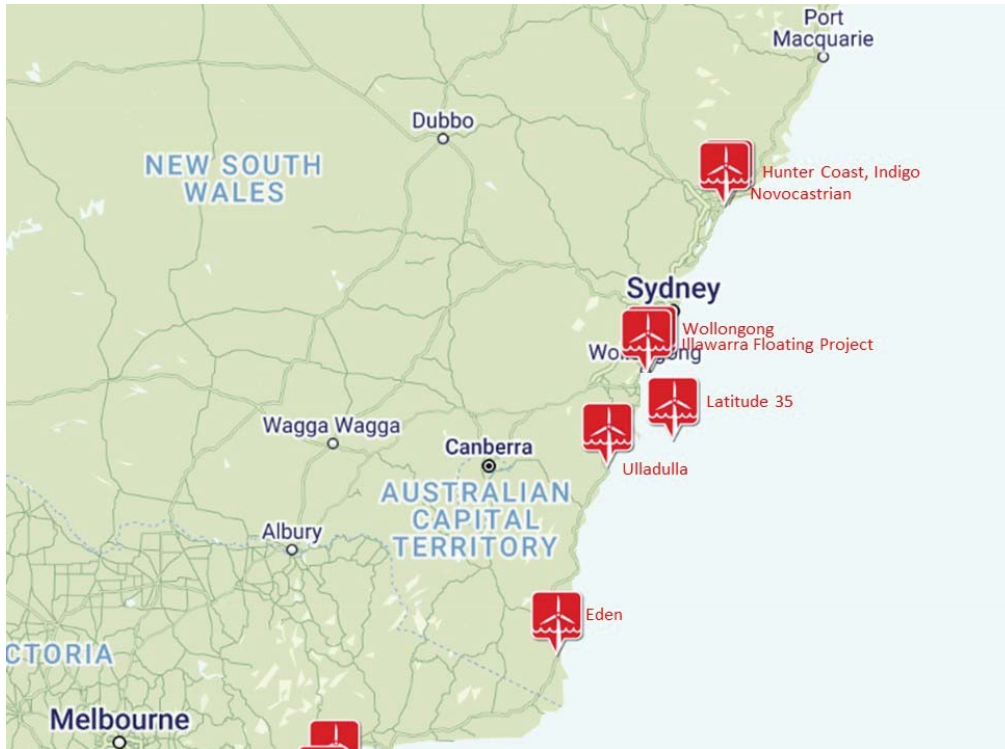 Port
Macquarie
Dubbo
NEW SOUTH
WALES
Hunter Coast, Indigo
Novocastrian
Sydney
Wollongong
Illawarra Floating Project
Latitude 35
Wagga Wagga
Canberra
Ulladulla
AUSTRALIAN
CAPITAL
TERRITORY
Albury
Eden
CTORIA
Melbourne